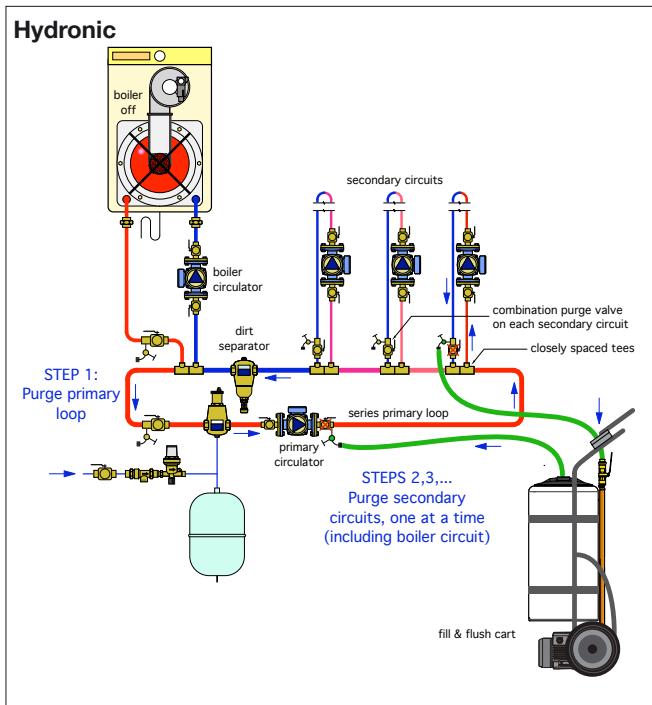 Hydronic
boiler
off
secondary circuits
boiler
circulator
combination purge valve
on each secondary circuit
dirt
separator
closely spaced tees
STEP 1:
Purge primary
loop
series primary loop
primary
circulator
STEPS 2,3,...
Purge secondary
circuits, one at a time
(including boiler circuit)
fill & flush cart